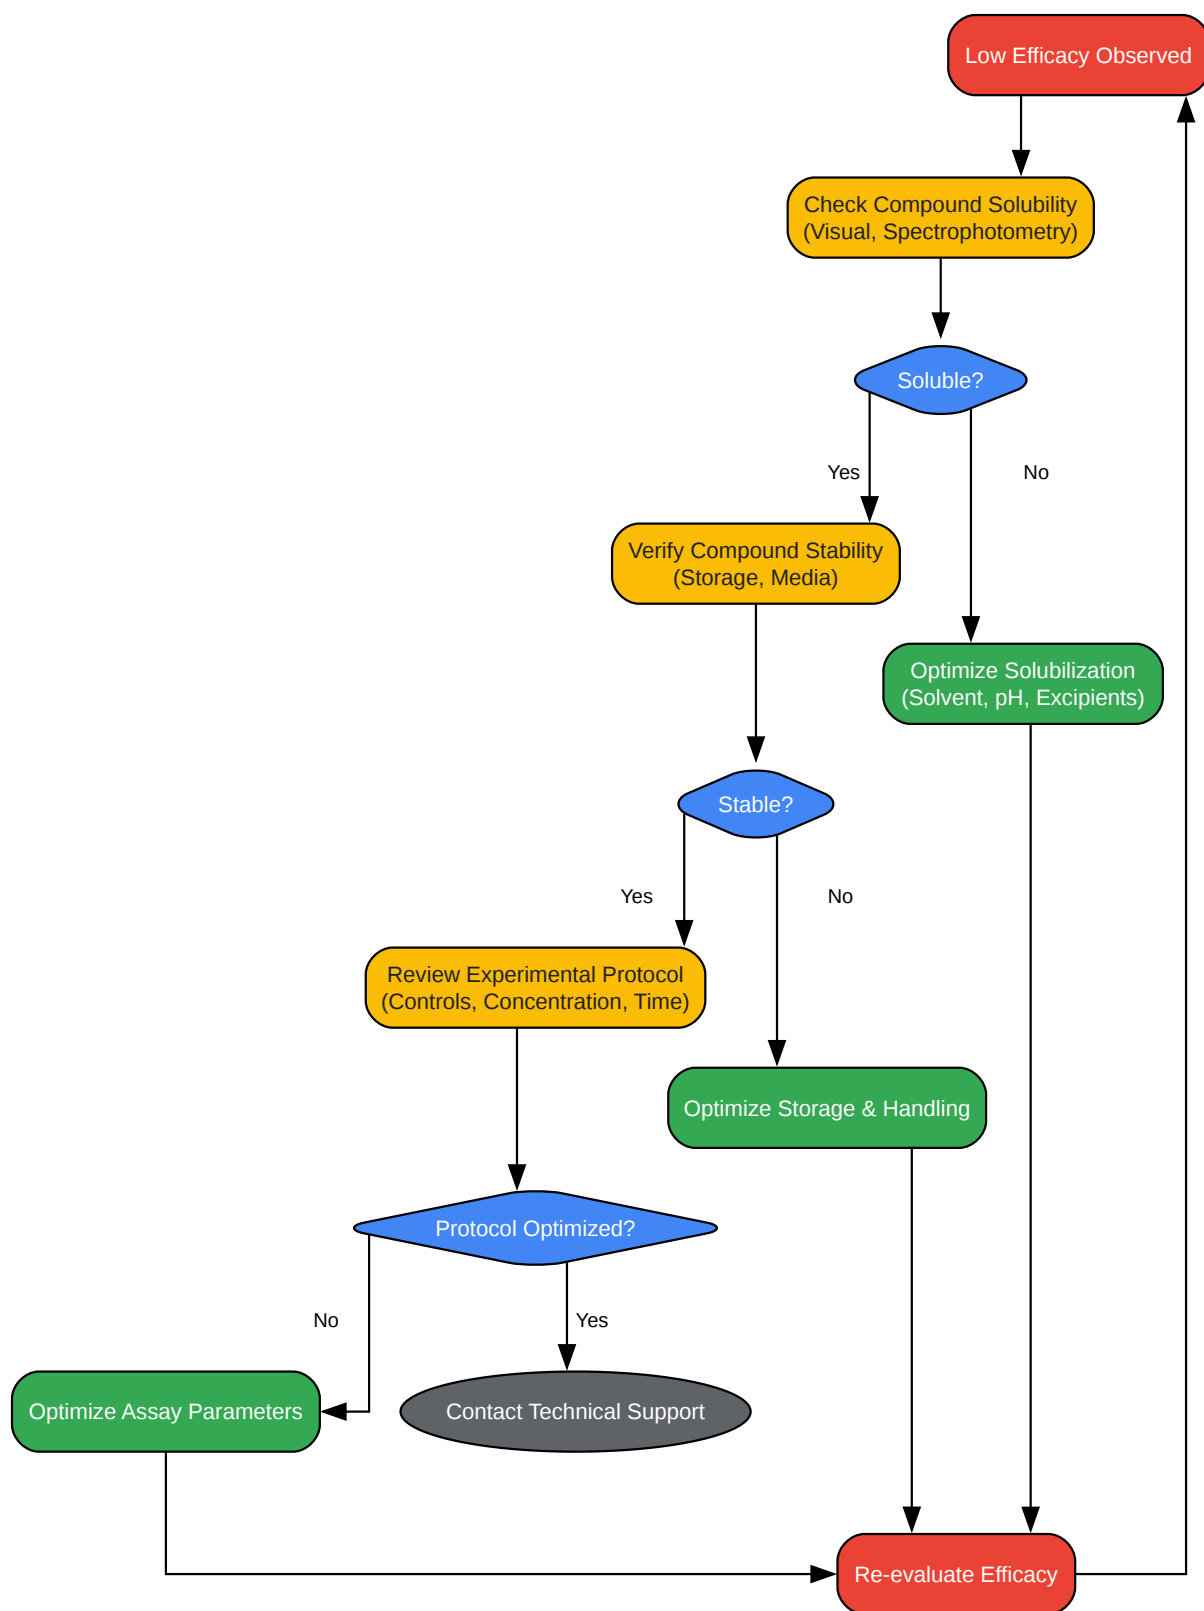 Low Efficacy Observed
Check Compound Solubility
(Visual, Spectrophotometry)
Soluble?
Yes
No
Verify Compound Stability
(Storage, Media)
Optimize Solubilization
(Solvent, pH, Excipients)
Stable?
Yes
No
Review Experimental Protocol
(Controls, Concentration, Time)
Optimize Storage & Handling
Protocol Optimized?
No
Yes
Optimize Assay Parameters
Contact Technical Support
Re-evaluate Efficacy